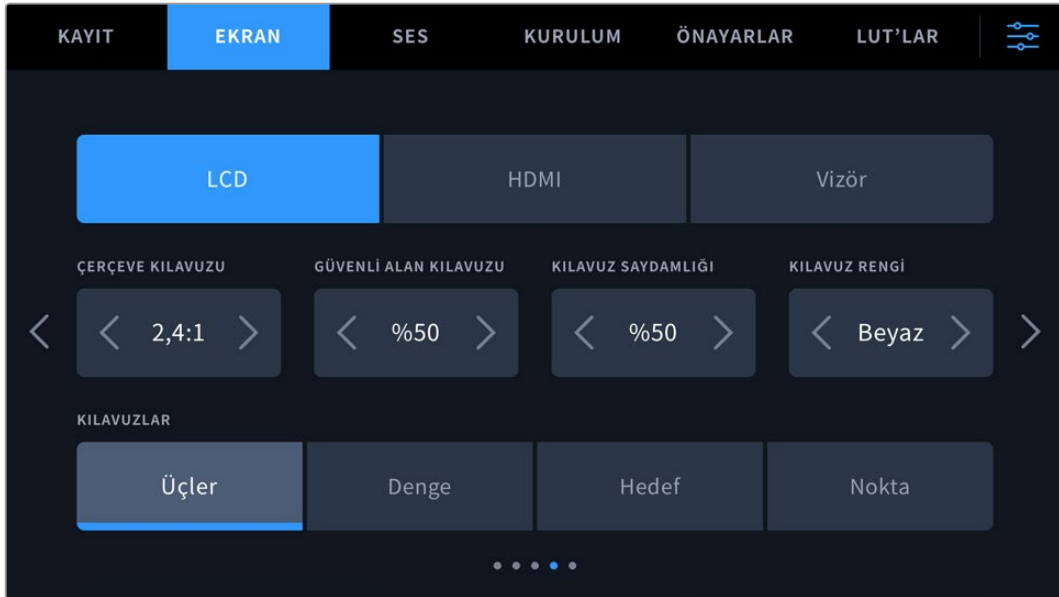 KAYIT EKRAN SES KURULUM ÖNAYARLAR LUT’LAR
LCD HDMI Vizör
ÇERÇEVE KILAVUZU GÜVENLİ ALAN KILAVUZU KILAVUZ SAYDAMLIĞI KILAVUZ RENGİ
2,4:1 %50 %50 Beyaz
KILAVUZLAR
Üçler Denge Hedef Nokta